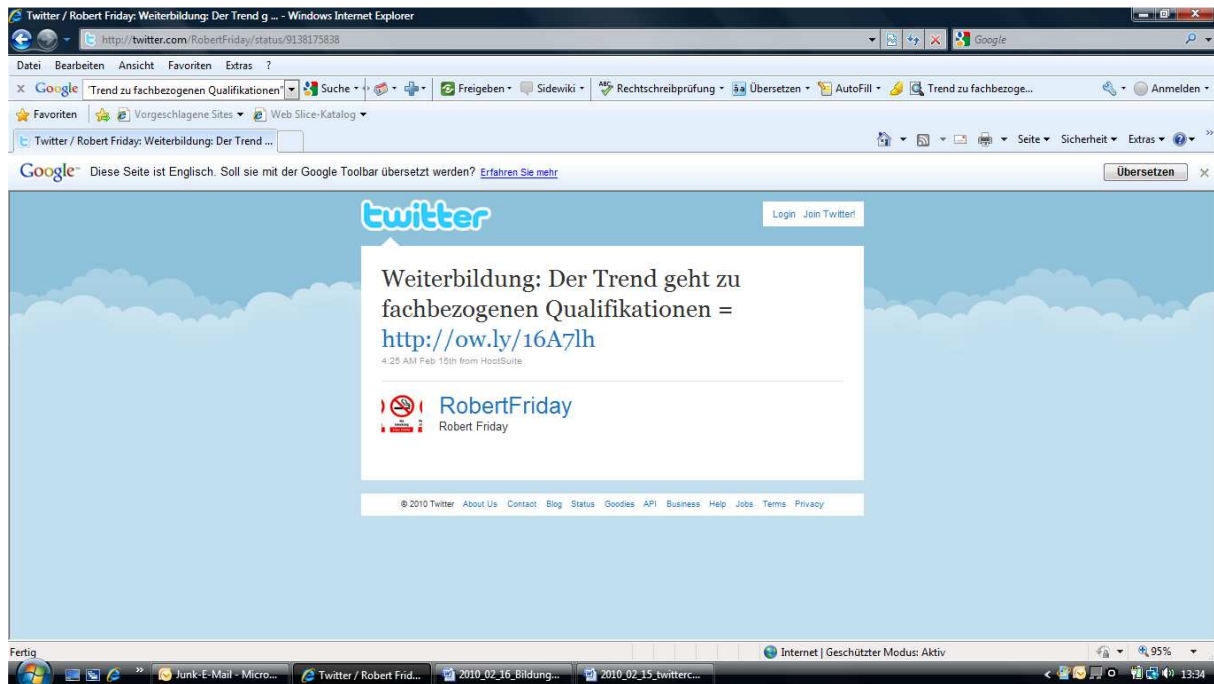 Twitter / Robert Friday: Weiterbildung: Der Trend g ... - Windows Internet Explorer
http://twitter.com/RobertFriday/status/9138175838
Google
Datei Bearbeiten Ansicht Favoriten Extras ?
x Google Trend zu fachbezogenen Qualifikationen" Suche Freigeben Sidewiki Rechtschreibprüfung Übersetzen AutoFill Trend zu fachbezoge... Anmelden
Favoriten Vorgeschlagene Sites Web Slice-Katalog
Twitter / Robert Friday: Weiterbildung: Der Trend ... Seite Sicherheit Extras
Google Diese Seite ist Englisch. Soll sie mit der Google Toolbar übersetzt werden? Erfahren Sie mehr Übersetzen
twitter
Login Join Twitter!
Weiterbildung: Der Trend geht zu
fachbezogenen Qualifikationen =
http://ow.ly/16A7lh
4:25 AM Feb 15th from HootSuite
RobertFriday
Robert Friday
© 2010 Twitter About Us Contact Blog Status Goodies API Business Help Jobs Terms Privacy
Fertig Internet | Geschützter Modus: Aktiv 95%
Junk-E-Mail - Micro... Twitter / Robert Frid... 2010_02_16_Bildung... 2010_02_15_twitterc... 13:34